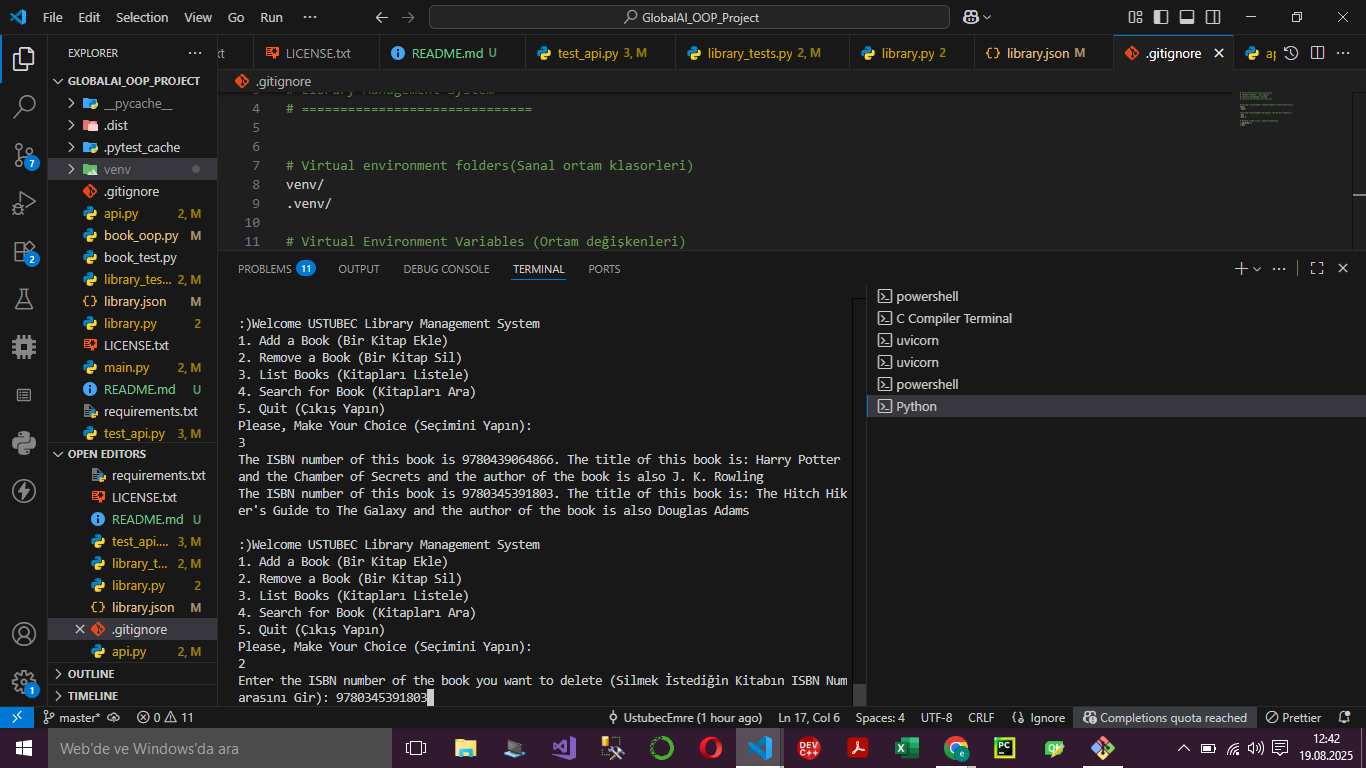 File Edit Selection View Go Run ··· GlobalAI_OOP_Project
EXPLORER ···
LICENSE.txt README.md U test_api.py 3, M library_tests.py 2, M library.py 2 library.json M .gitignore
GLOBALAI_OOP_PROJECT
__pycache__
.dist
.pytest_cache
venv
.gitignore
api.py 2, M
book_oop.py M
book_test.py
library_tes... 2, M
library.json M
library.py 2
LICENSE.txt
main.py 2, M
README.md U
requirements.txt
test_api.py 3, M
OPEN EDITORS
requirements.txt
LICENSE.txt
README.md U
test_api.... 3, M
library_t... 2, M
library.py 2
library.json M
.gitignore
api.py 2, M
OUTLINE
TIMELINE
7
2
1
.gitignore
3 # Library Management System
4 # ==============================
5
6
7 # Virtual environment folders(Sanal ortam klasorleri)
8 venv/
9 .venv/
10
11 # Virtual Environment Variables (Ortam değişkenleri)
PROBLEMS 11 OUTPUT DEBUG CONSOLE TERMINAL PORTS
:)Welcome USTUBEC Library Management System
1. Add a Book (Bir Kitap Ekle)
2. Remove a Book (Bir Kitap Sil)
3. List Books (Kitapları Listele)
4. Search for Book (Kitapları Ara)
5. Quit (Çıkış Yapın)
Please, Make Your Choice (Seçimini Yapın):
3
The ISBN number of this book is 9780439064866. The title of this book is: Harry Potter
and the Chamber of Secrets and the author of the book is also J. K. Rowling
The ISBN number of this book is 9780345391803. The title of this book is: The Hitch Hik
er's Guide to The Galaxy and the author of the book is also Douglas Adams
:)Welcome USTUBEC Library Management System
1. Add a Book (Bir Kitap Ekle)
2. Remove a Book (Bir Kitap Sil)
3. List Books (Kitapları Listele)
4. Search for Book (Kitapları Ara)
5. Quit (Çıkış Yapın)
Please, Make Your Choice (Seçimini Yapın):
2
Enter the ISBN number of the book you want to delete (Silmek İstediğin Kitabın ISBN Num
arasını Gir): 9780345391803
powershell
C Compiler Terminal
uvicorn
uvicorn
powershell
Python
master* 0 11 UstubecEmre (1 hour ago) Ln 17, Col 6 Spaces: 4 UTF-8 CRLF Ignore Completions quota reached Prettier
Web'de ve Windows'da ara
DEV C++
PC
12:42
19.08.2025